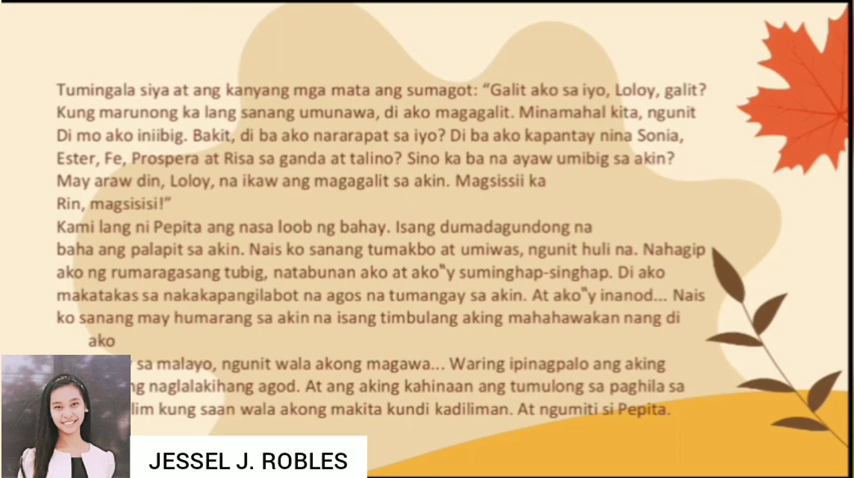 Tumingala siya at ang kanyang mga mata ang sumagot: “Galit ako sa iyo, Loloy, galit?
Kung marunong ka lang sanang umunawa, di ako magagalit. Minamahal kita, ngunit
Di mo ako iniibig. Bakit, di ba ako nararapat sa iyo? Di ba ako kapantay nina Sonia,
Ester, Fe, Prospera at Risa sa ganda at talino? Sino ka ba na ayaw umibig sa akin?
May araw din, Loloy, na ikaw ang magagalit sa akin. Magsissii ka
Rin, magsisisi!”
Kami lang ni Pepita ang nasa loob ng bahay. Isang dumadagundong na
baha ang palapit sa akin. Nais ko sanang tumakbo at umiwas, ngunit huli na. Nahagip
ako ng rumaragasang tubig, natabunan ako at ako‟y suminghap-singhap. Di ako
makatakas sa nakakapangilabot na agos na tumangay sa akin. At ako‟y inanod... Nais
ko sanang may humarang sa akin na isang timbulang aking mahahawakan nang di
ako
sa malayo, ngunit wala akong magawa... Waring ipinagpalo ang aking
naglalakihang agod. At ang aking kahinaan ang tumulong sa paghila sa
kung saan wala akong makita kundi kadiliman. At ngumiti si Pepita.
JESSEL J. ROBLES